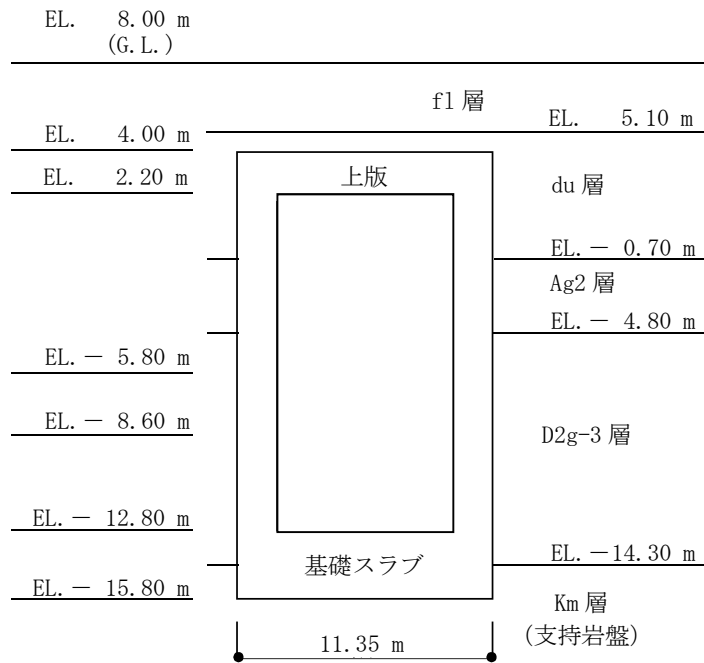 EL. 8.00 m
(G.L.)
f1 層
EL. 5.10 m
EL. 4.00 m
EL. 2.20 m
上版
du 層
EL.－ 0.70 m
Ag2 層
EL.－ 4.80 m
EL.－ 5.80 m
EL.－ 8.60 m
D2g-3 層
EL.－ 12.80 m
基礎スラブ
EL.－14.30 m
EL.－ 15.80 m
Km 層
(支持岩盤)
11.35 m